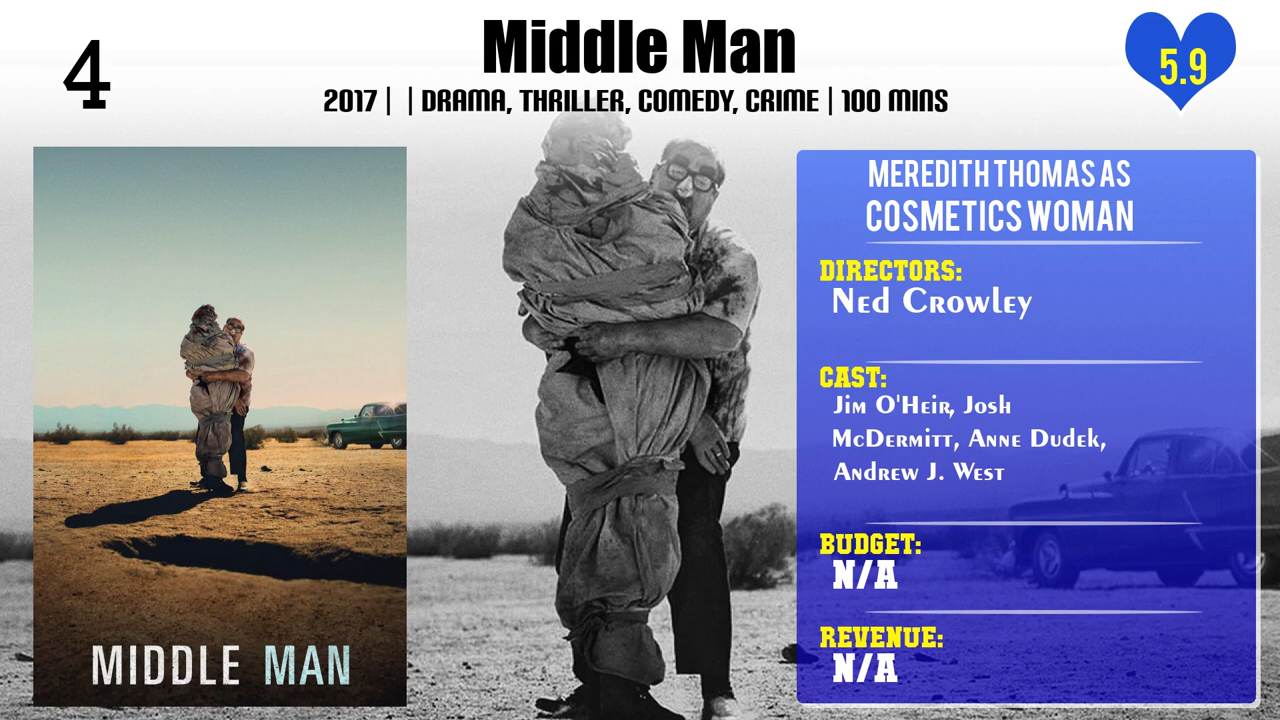 4
Middle Man
5.9
2017 | | DRAMA, THRILLER, COMEDY, CRIME | 100 MINS
MEREDITH THOMAS AS
COSMETICS WOMAN
DIRECTORS:
Ned Crowley
CAST:
Jim O'Heir, Josh
McDermitt, Anne Dudek,
Andrew J. West
BUDGET:
N/A
REVENUE:
N/A
MIDDLE MAN